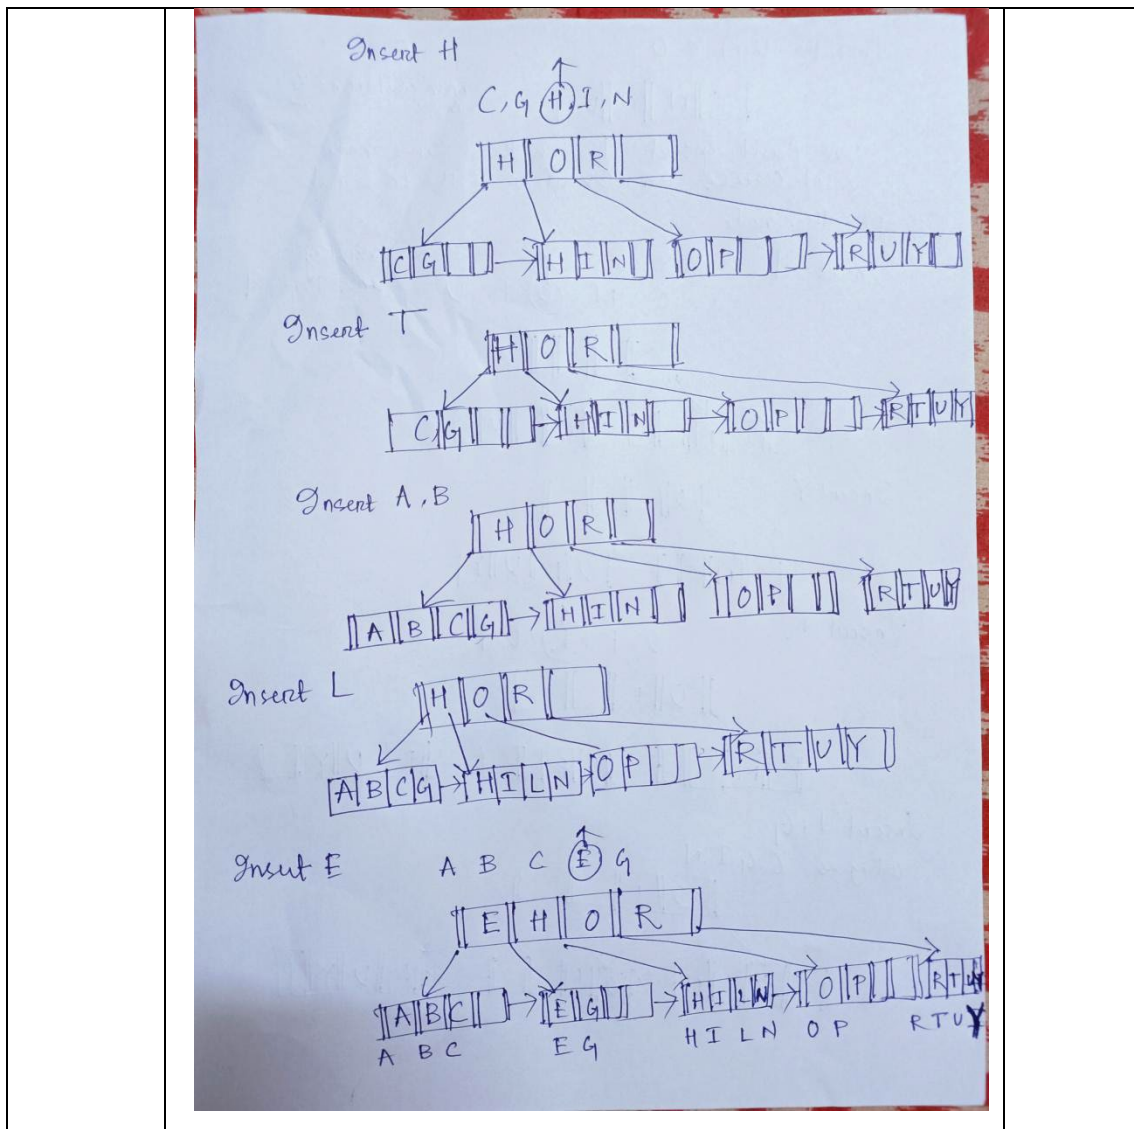 Insert H
C, G H, I, N
H O R
C G H I N O P R U Y
Insert T
H O R
C, G H I N O P R T U Y
Insert A, B
H O R
A B C G H I N O P R T U Y
Insert L
H O R
A B C G H I L N O P R T U Y
Insert E A B C E G
E H O R
A B C E G H I L N O P R T U Y
A B C E G H I L N O P R T U Y